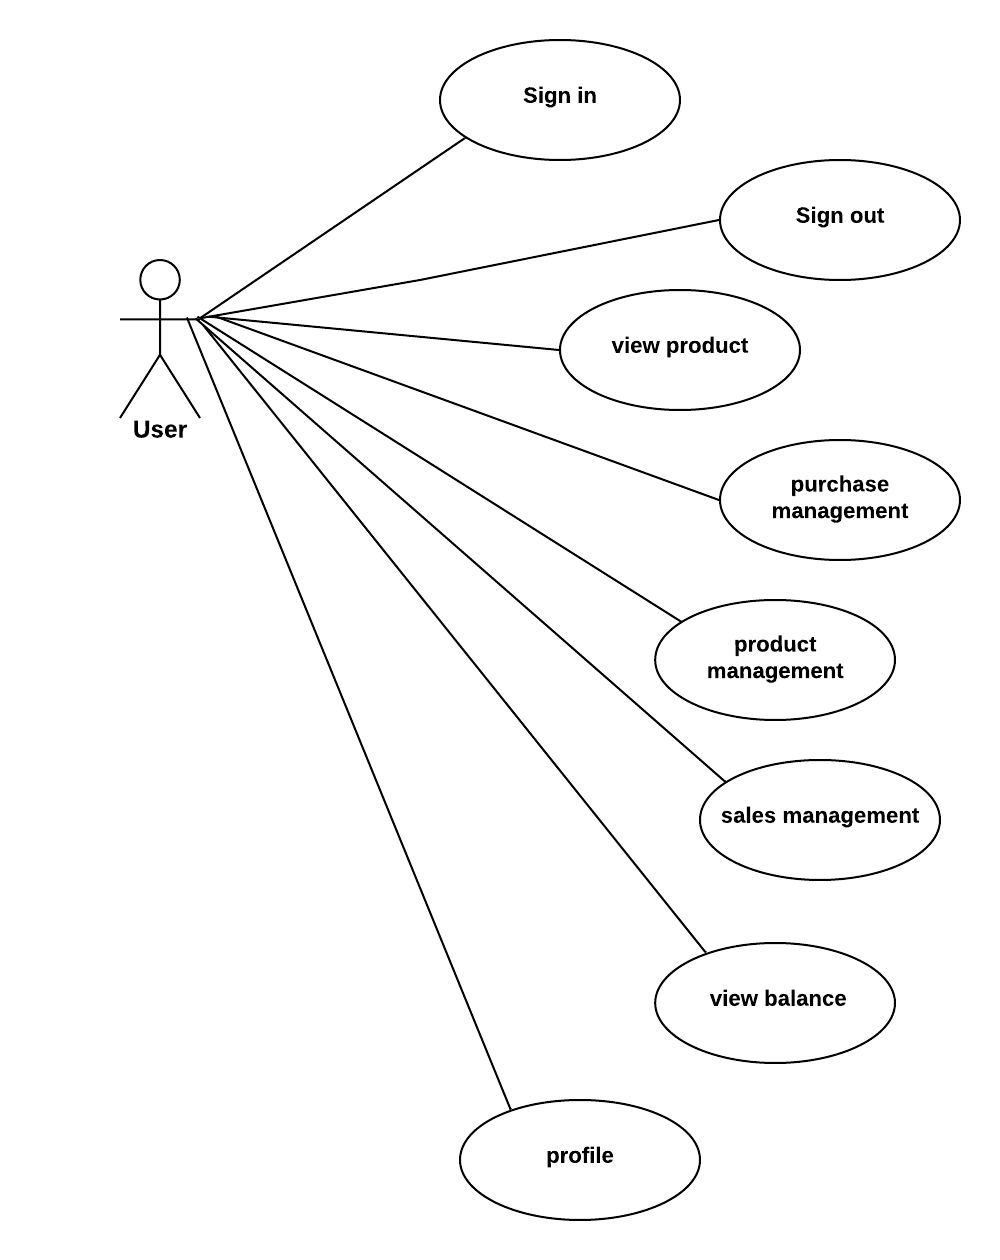 Sign in
Sign out
view product
User
purchase
management
product
management
sales management
view balance
profile